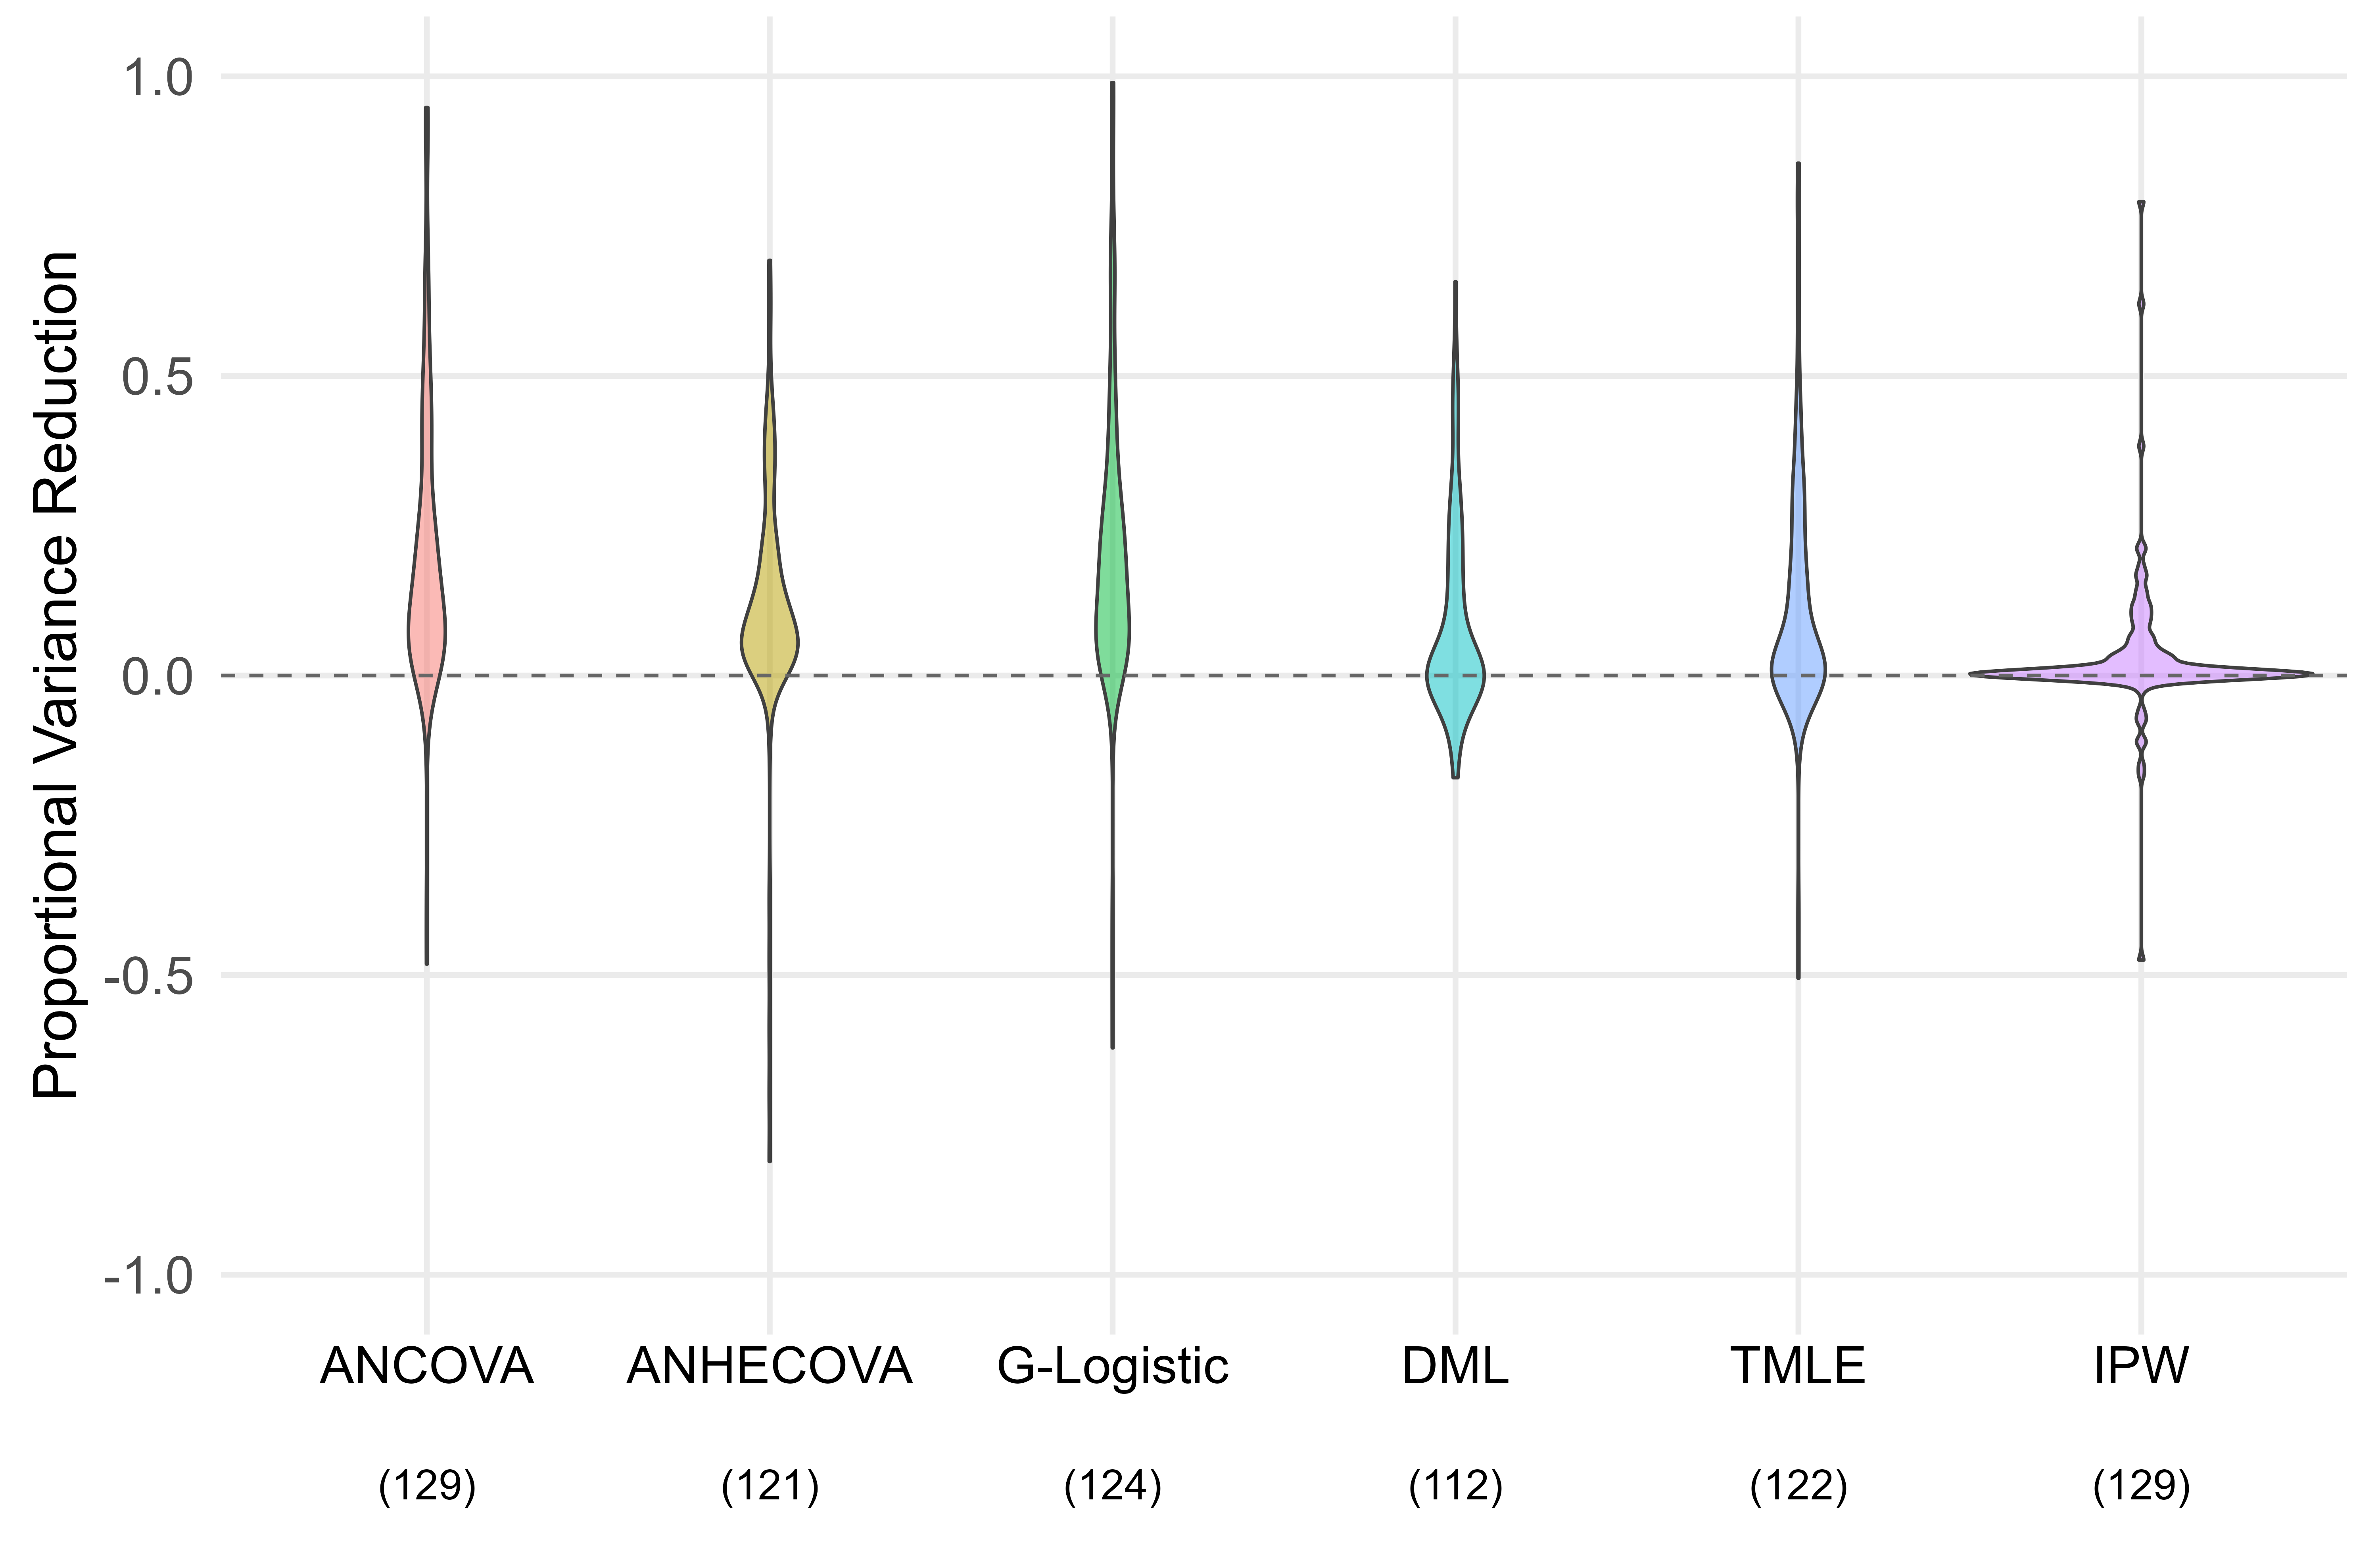 Proportional Variance Reduction
1.0
0.5
0.0
-0.5
-1.0
ANCOVA ANHECOVA G-Logistic DML TMLE IPW
(129) (121) (124) (112) (122) (129)